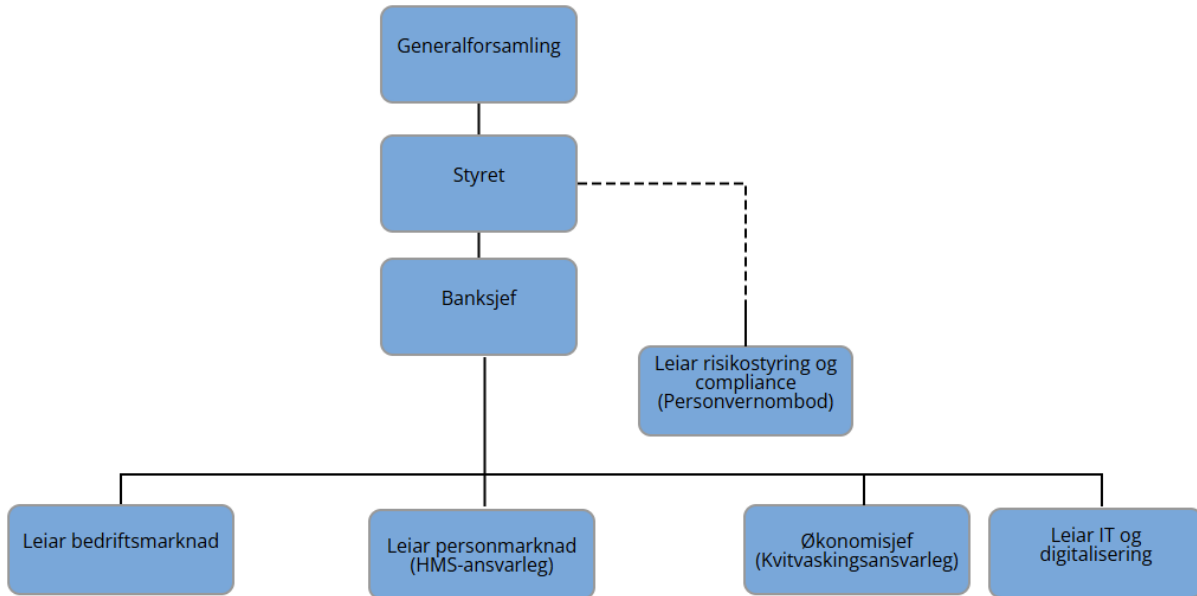 Generalforsamling
Styret
Banksjef
Leiar risikostyring og
compliance
(Personvernombod)
Leiar bedriftsmarknad
Leiar personmarknad
(HMS-ansvarleg)
Økonomisjef
(Kvitvaskingsansvarleg)
Leiar IT og
digitalisering